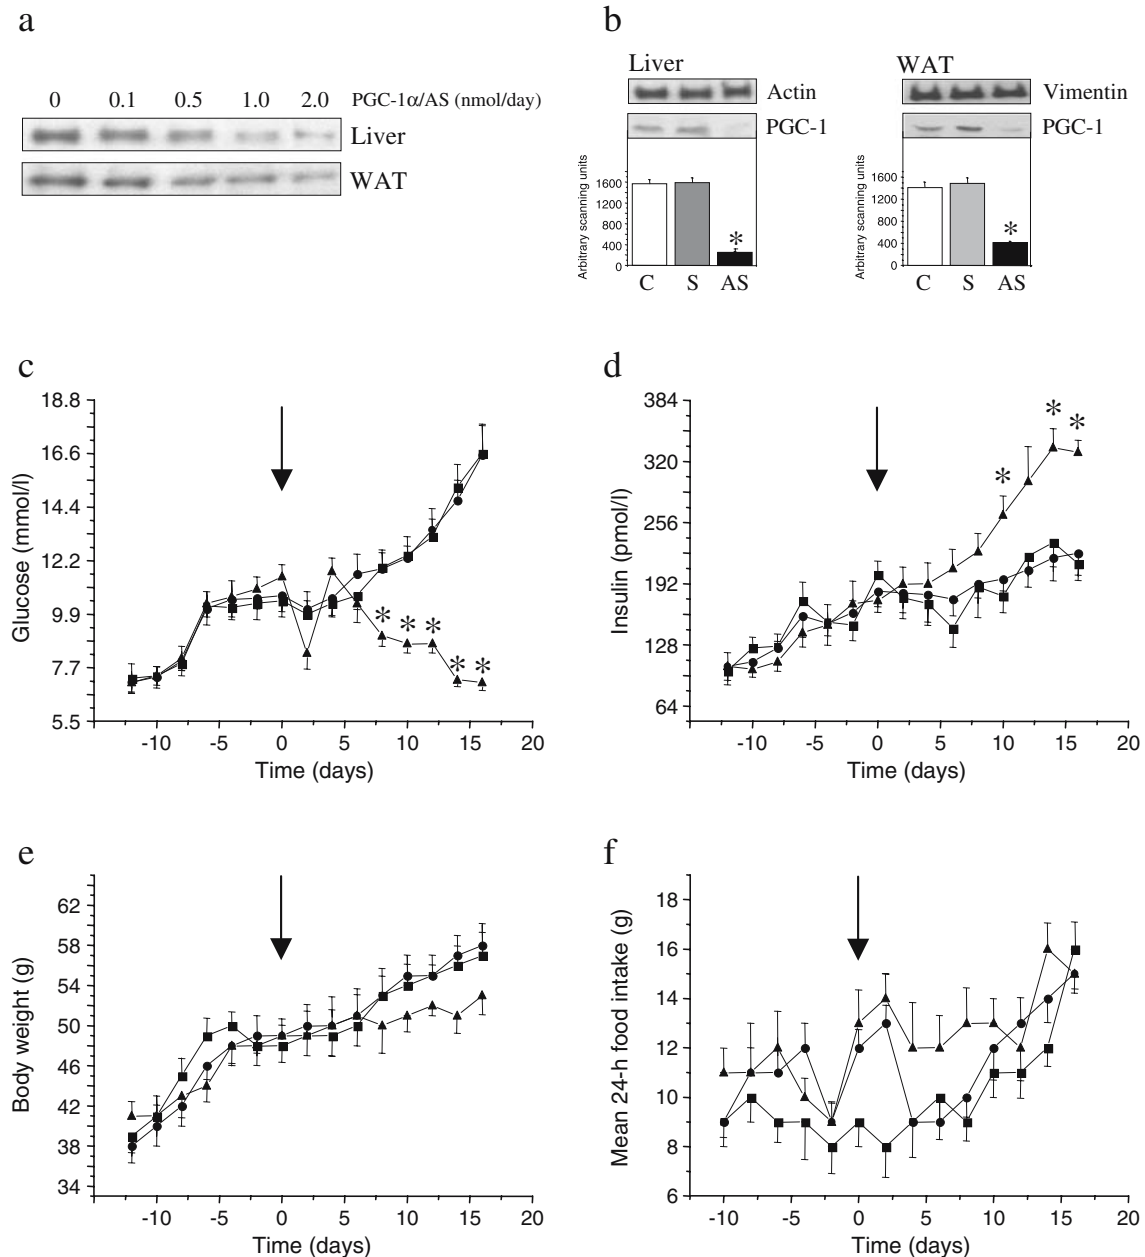 a
0 0.1 0.5 1.0 2.0 PGC-1α/AS (nmol/day)
Liver
WAT
b
Liver
Actin
PGC-1
Arbitrary scanning units
1600
1200
800
400
0
*
C S AS
WAT
Vimentin
PGC-1
Arbitrary scanning units
1600
1200
800
400
0
*
C S AS
c
Glucose (mmol/l)
18.8
16.6
14.4
12.2
9.9
7.7
5.5
* * * * *
-10 -5 0 5 10 15 20
Time (days)
d
Insulin (pmol/l)
384
320
256
192
128
64
* * *
-10 -5 0 5 10 15 20
Time (days)
e
Body weight (g)
62
58
54
50
46
42
38
34
-10 -5 0 5 10 15 20
Time (days)
f
Mean 24-h food intake (g)
18
16
14
12
10
8
6
-10 -5 0 5 10 15 20
Time (days)